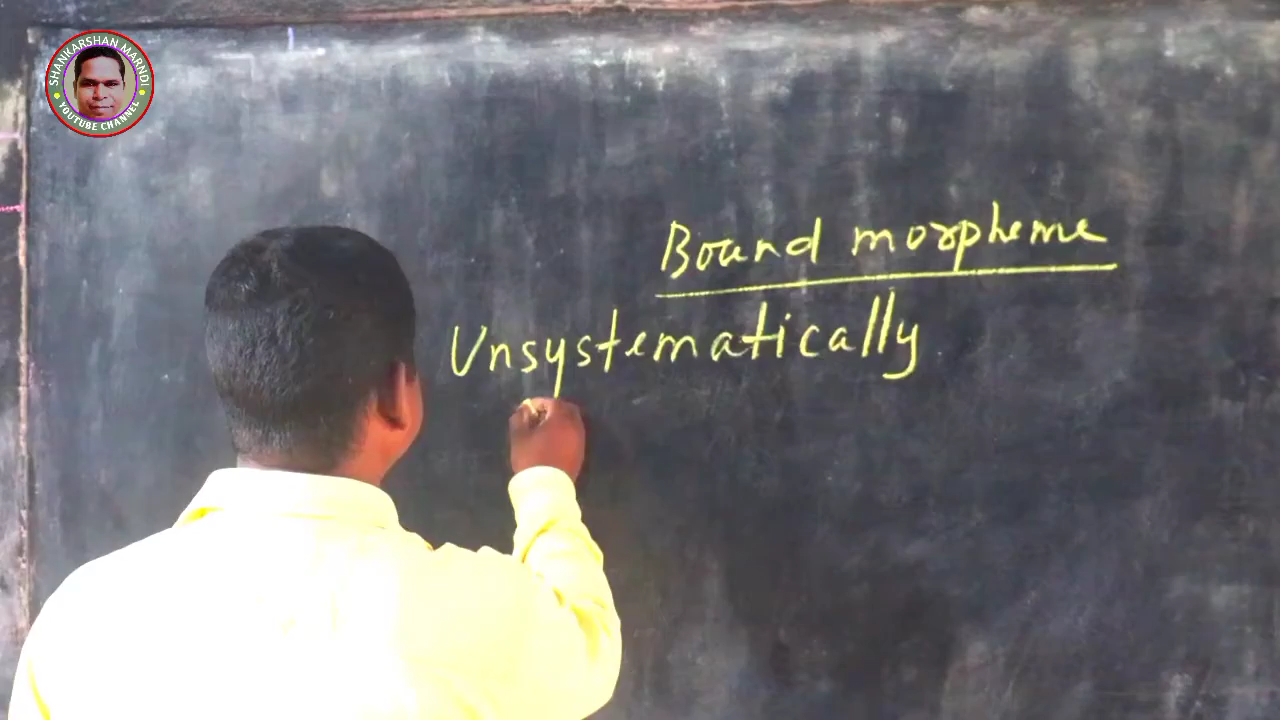 SHANKARSHAN MARNDI
YOUTUBE CHANNEL
Bound morpheme
Unsystematically